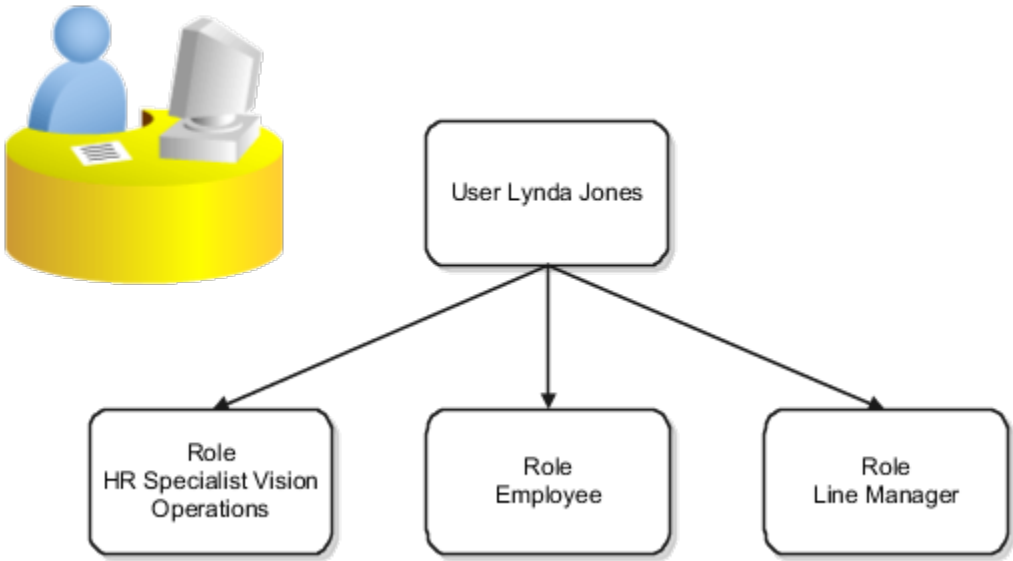 User Lynda Jones
Role
HR Specialist Vision
Operations
Role
Employee
Role
Line Manager